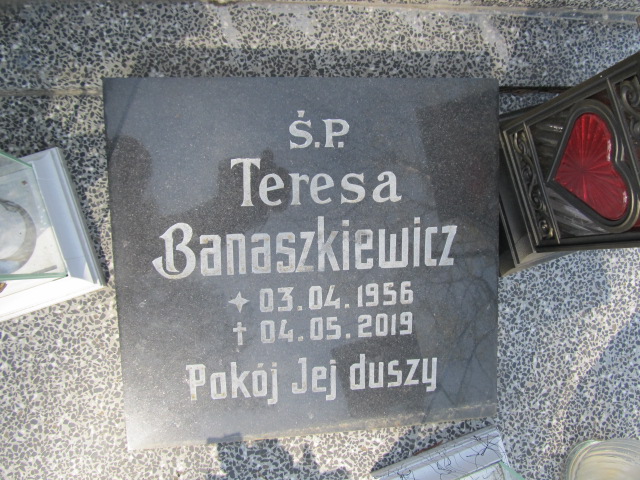 Ś.P.
Teresa
Banaszkiewicz
✦ 03.04.1956
† 04.05.2019
Pokój Jej duszy